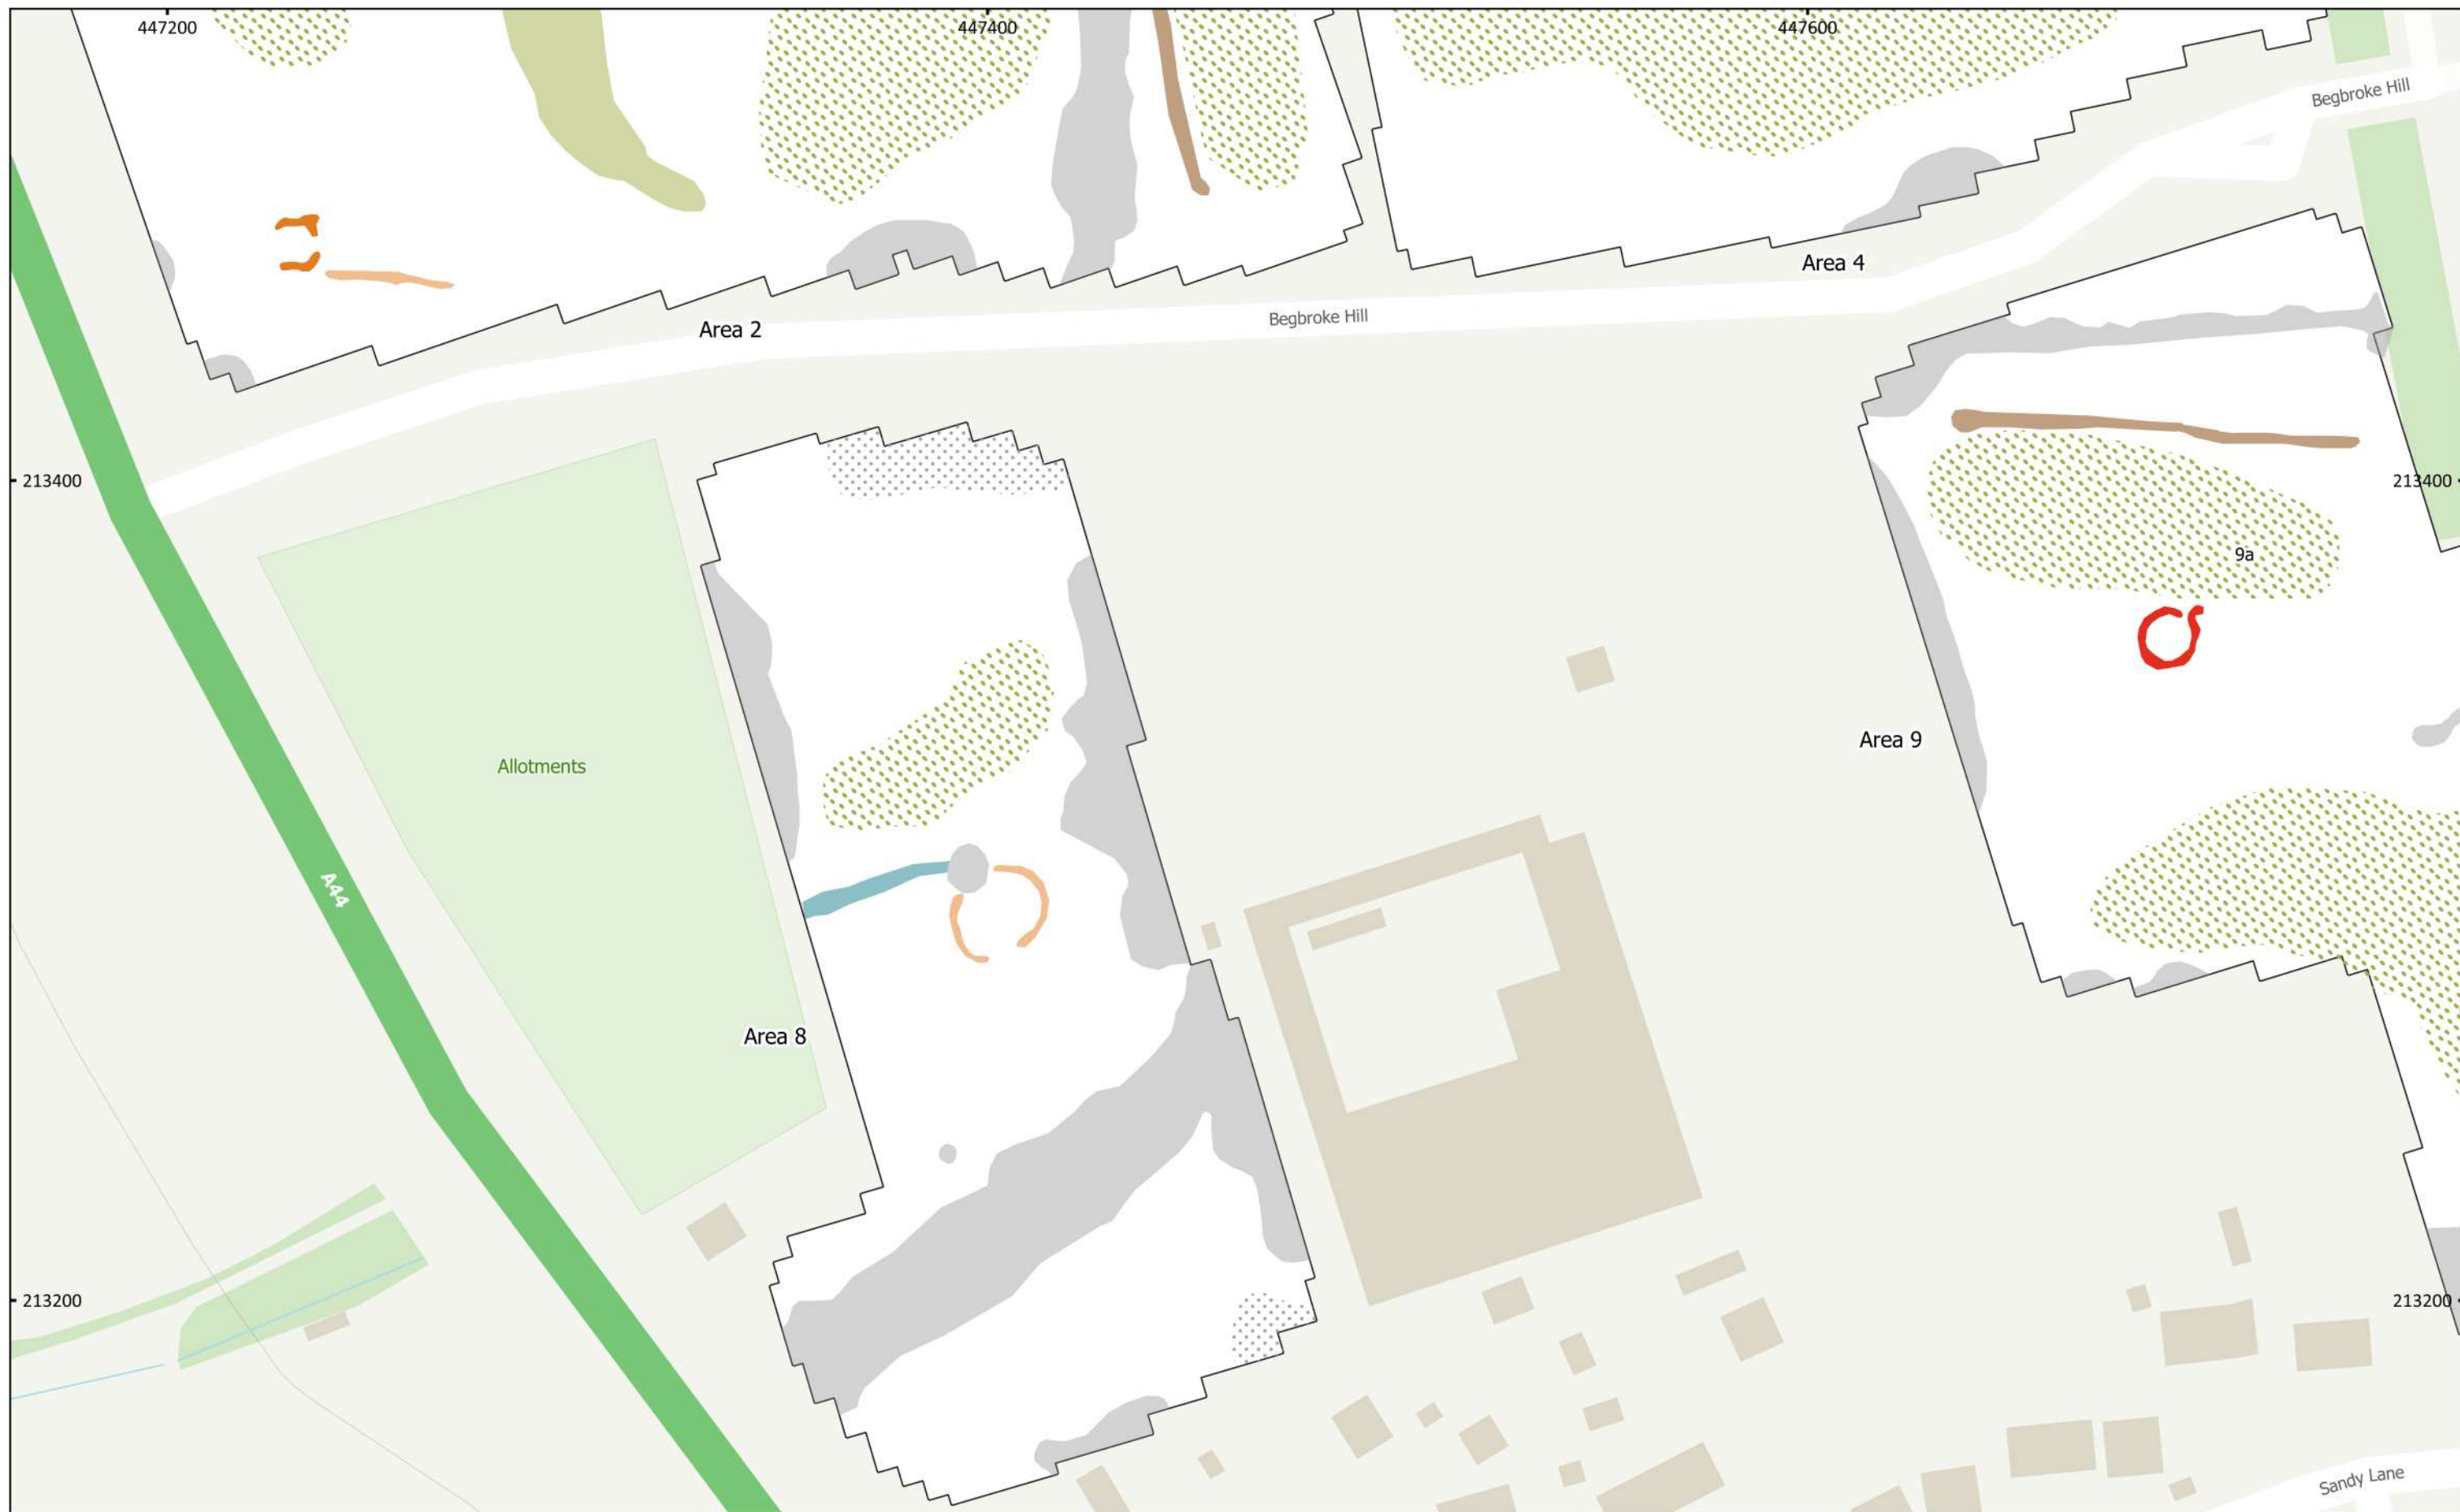 447200
447400
447600
Begbroke Hill
Area 4
Begbroke Hill
Area 2
213400
213400
9a
Area 9
Allotments
A44
Area 8
213200
213200
Sandy Lane